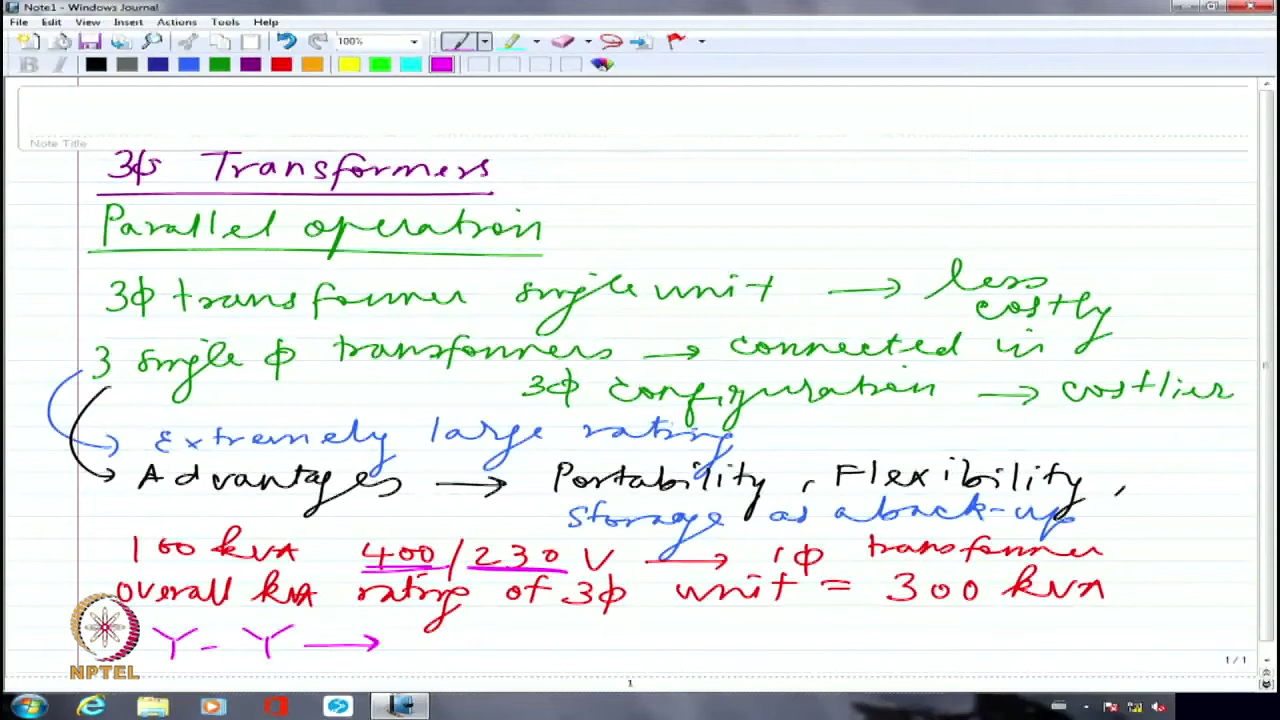 Note1 - Windows Journal
File Edit View Insert Actions Tools Help
100%
B I
Note Title
3φ Transformers
Parallel operation
3φ transformer single unit → less
costly
3 single φ transformers → connected in
3φ configuration → costlier
→ Extremely large rating
→ Advantages → Portability, Flexibility,
storage as a back-up
100 kVA 400/230 V → 1φ transformer
overall kVA rating of 3φ unit = 300 kVA
Y - Y →
NPTEL
1 / 1
1